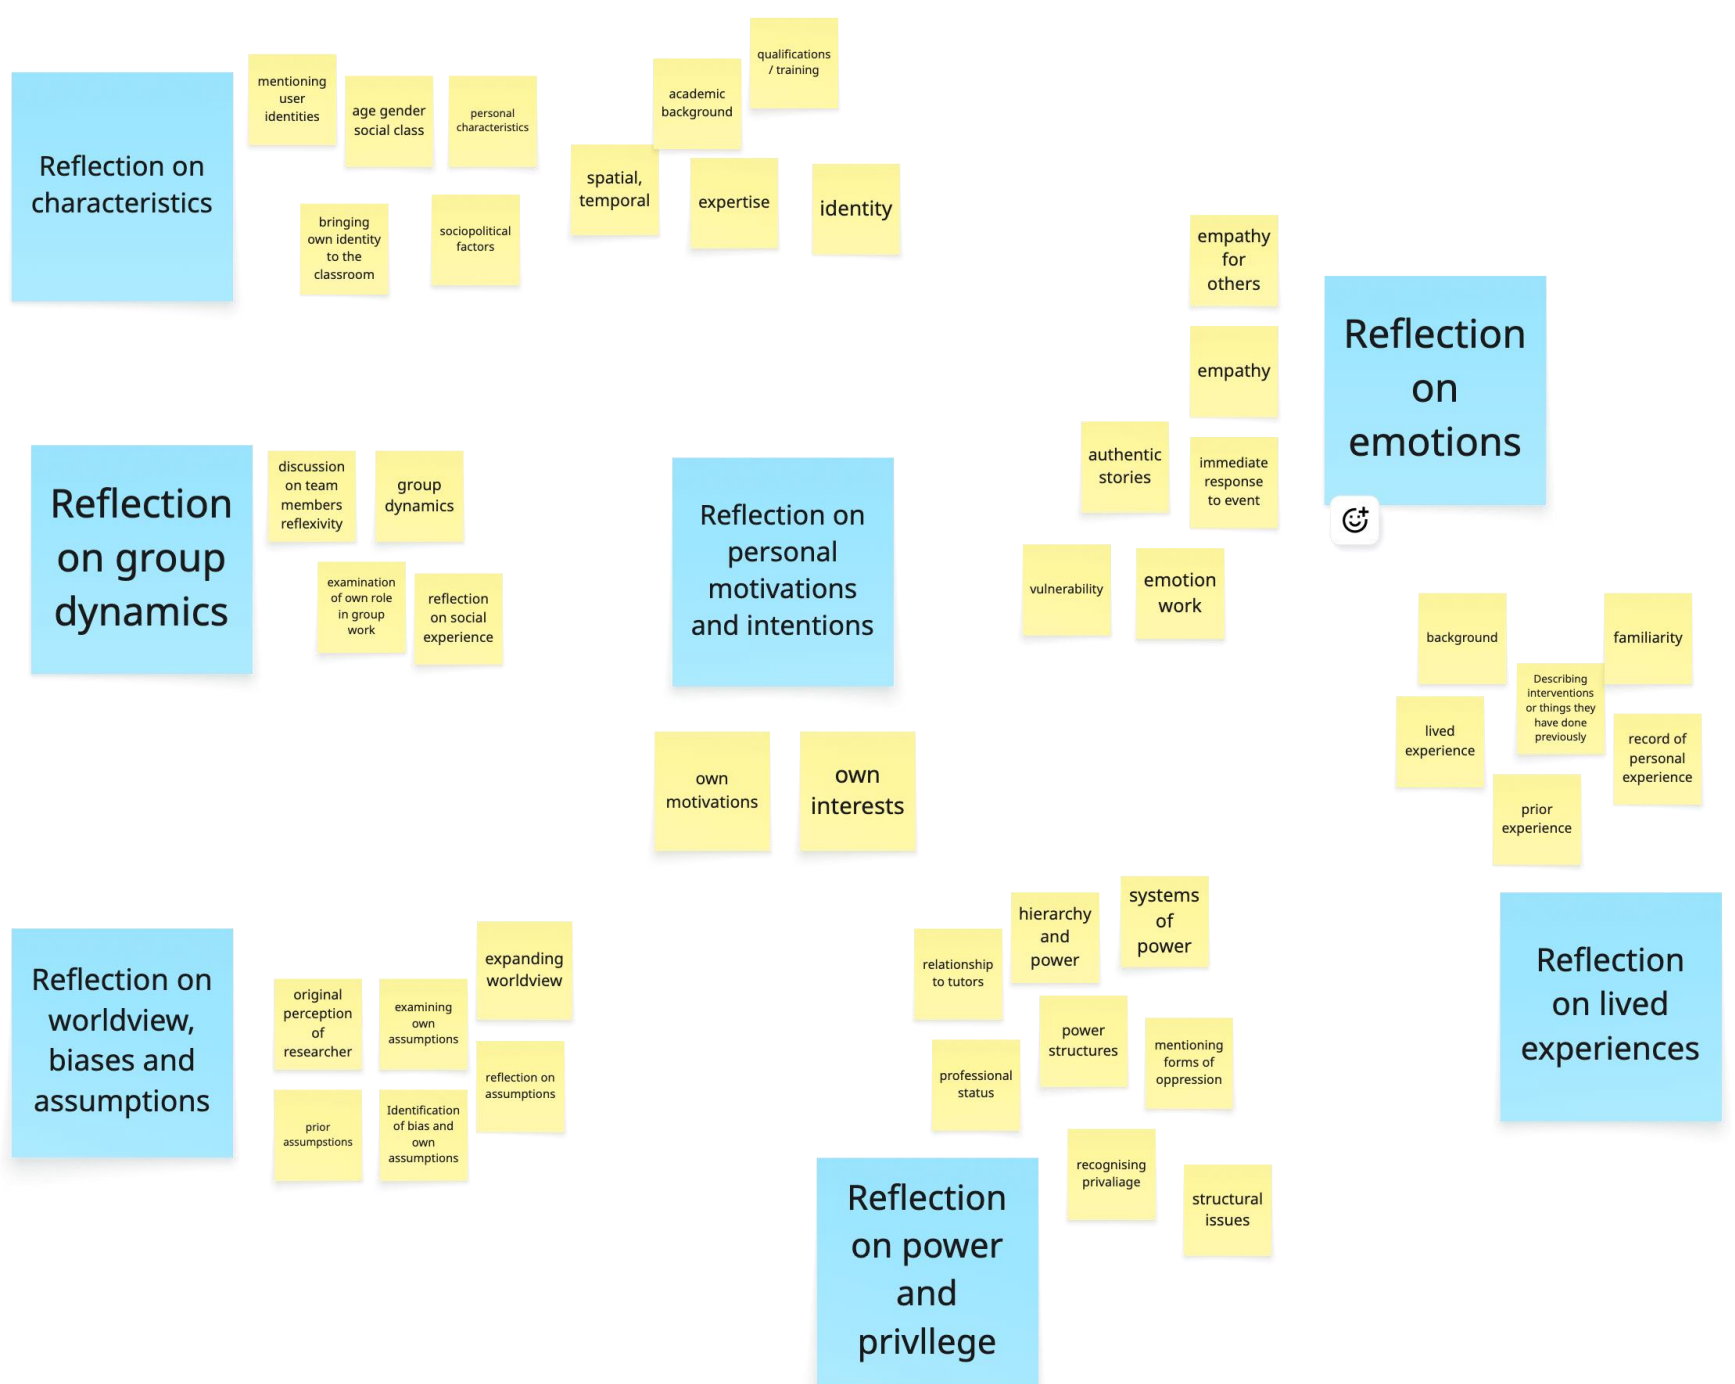 Reflection on
characteristics
mentioning
user
identities
age gender
social class
personal
characteristics
bringing
own identity
to the
classroom
sociopolitical
factors
qualifications
/ training
academic
background
spatial,
temporal
expertise
identity
empathy
for
others
empathy
authentic
stories
immediate
response
to event
vulnerability
emotion
work
Reflection
on
emotions
Reflection
on group
dynamics
discussion
on team
members
reflexivity
group
dynamics
examination
of own role
in group
work
reflection
on social
experience
Reflection on
personal
motivations
and intentions
own
motivations
own
interests
background
familiarity
Describing
interventions
or things they
have done
previously
lived
experience
record of
personal
experience
prior
experience
Reflection
on lived
experiences
Reflection on
worldview,
biases and
assumptions
original
perception
of
researcher
examining
own
assumptions
expanding
worldview
reflection on
assumptions
prior
assumpstions
Identification
of bias and
own
assumptions
relationship
to tutors
hierarchy
and
power
systems
of
power
professional
status
power
structures
mentioning
forms of
oppression
recognising
privaliage
structural
issues
Reflection
on power
and
privllege